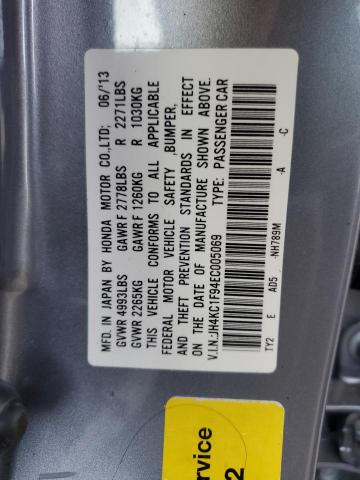 MFD. IN JAPAN BY HONDA MOTOR CO.,LTD; 06/'13
GVWR 4993LBS GAWR F 2778LBS R 2271LBS
GVWR 2265KG GAWR F 1260KG R 1030KG
THIS VEHICLE CONFORMS TO ALL APPLICABLE
FEDERAL MOTOR VEHICLE SAFETY ,BUMPER,
AND THEFT PREVENTION STANDARDS IN EFFECT
ON THE DATE OF MANUFACTURE SHOWN ABOVE.
V.I.N:JH4KC1F94EC005069 TYPE: PASSENGER CAR
TY2 E AD5 -NH789M -A -C
ervice
2